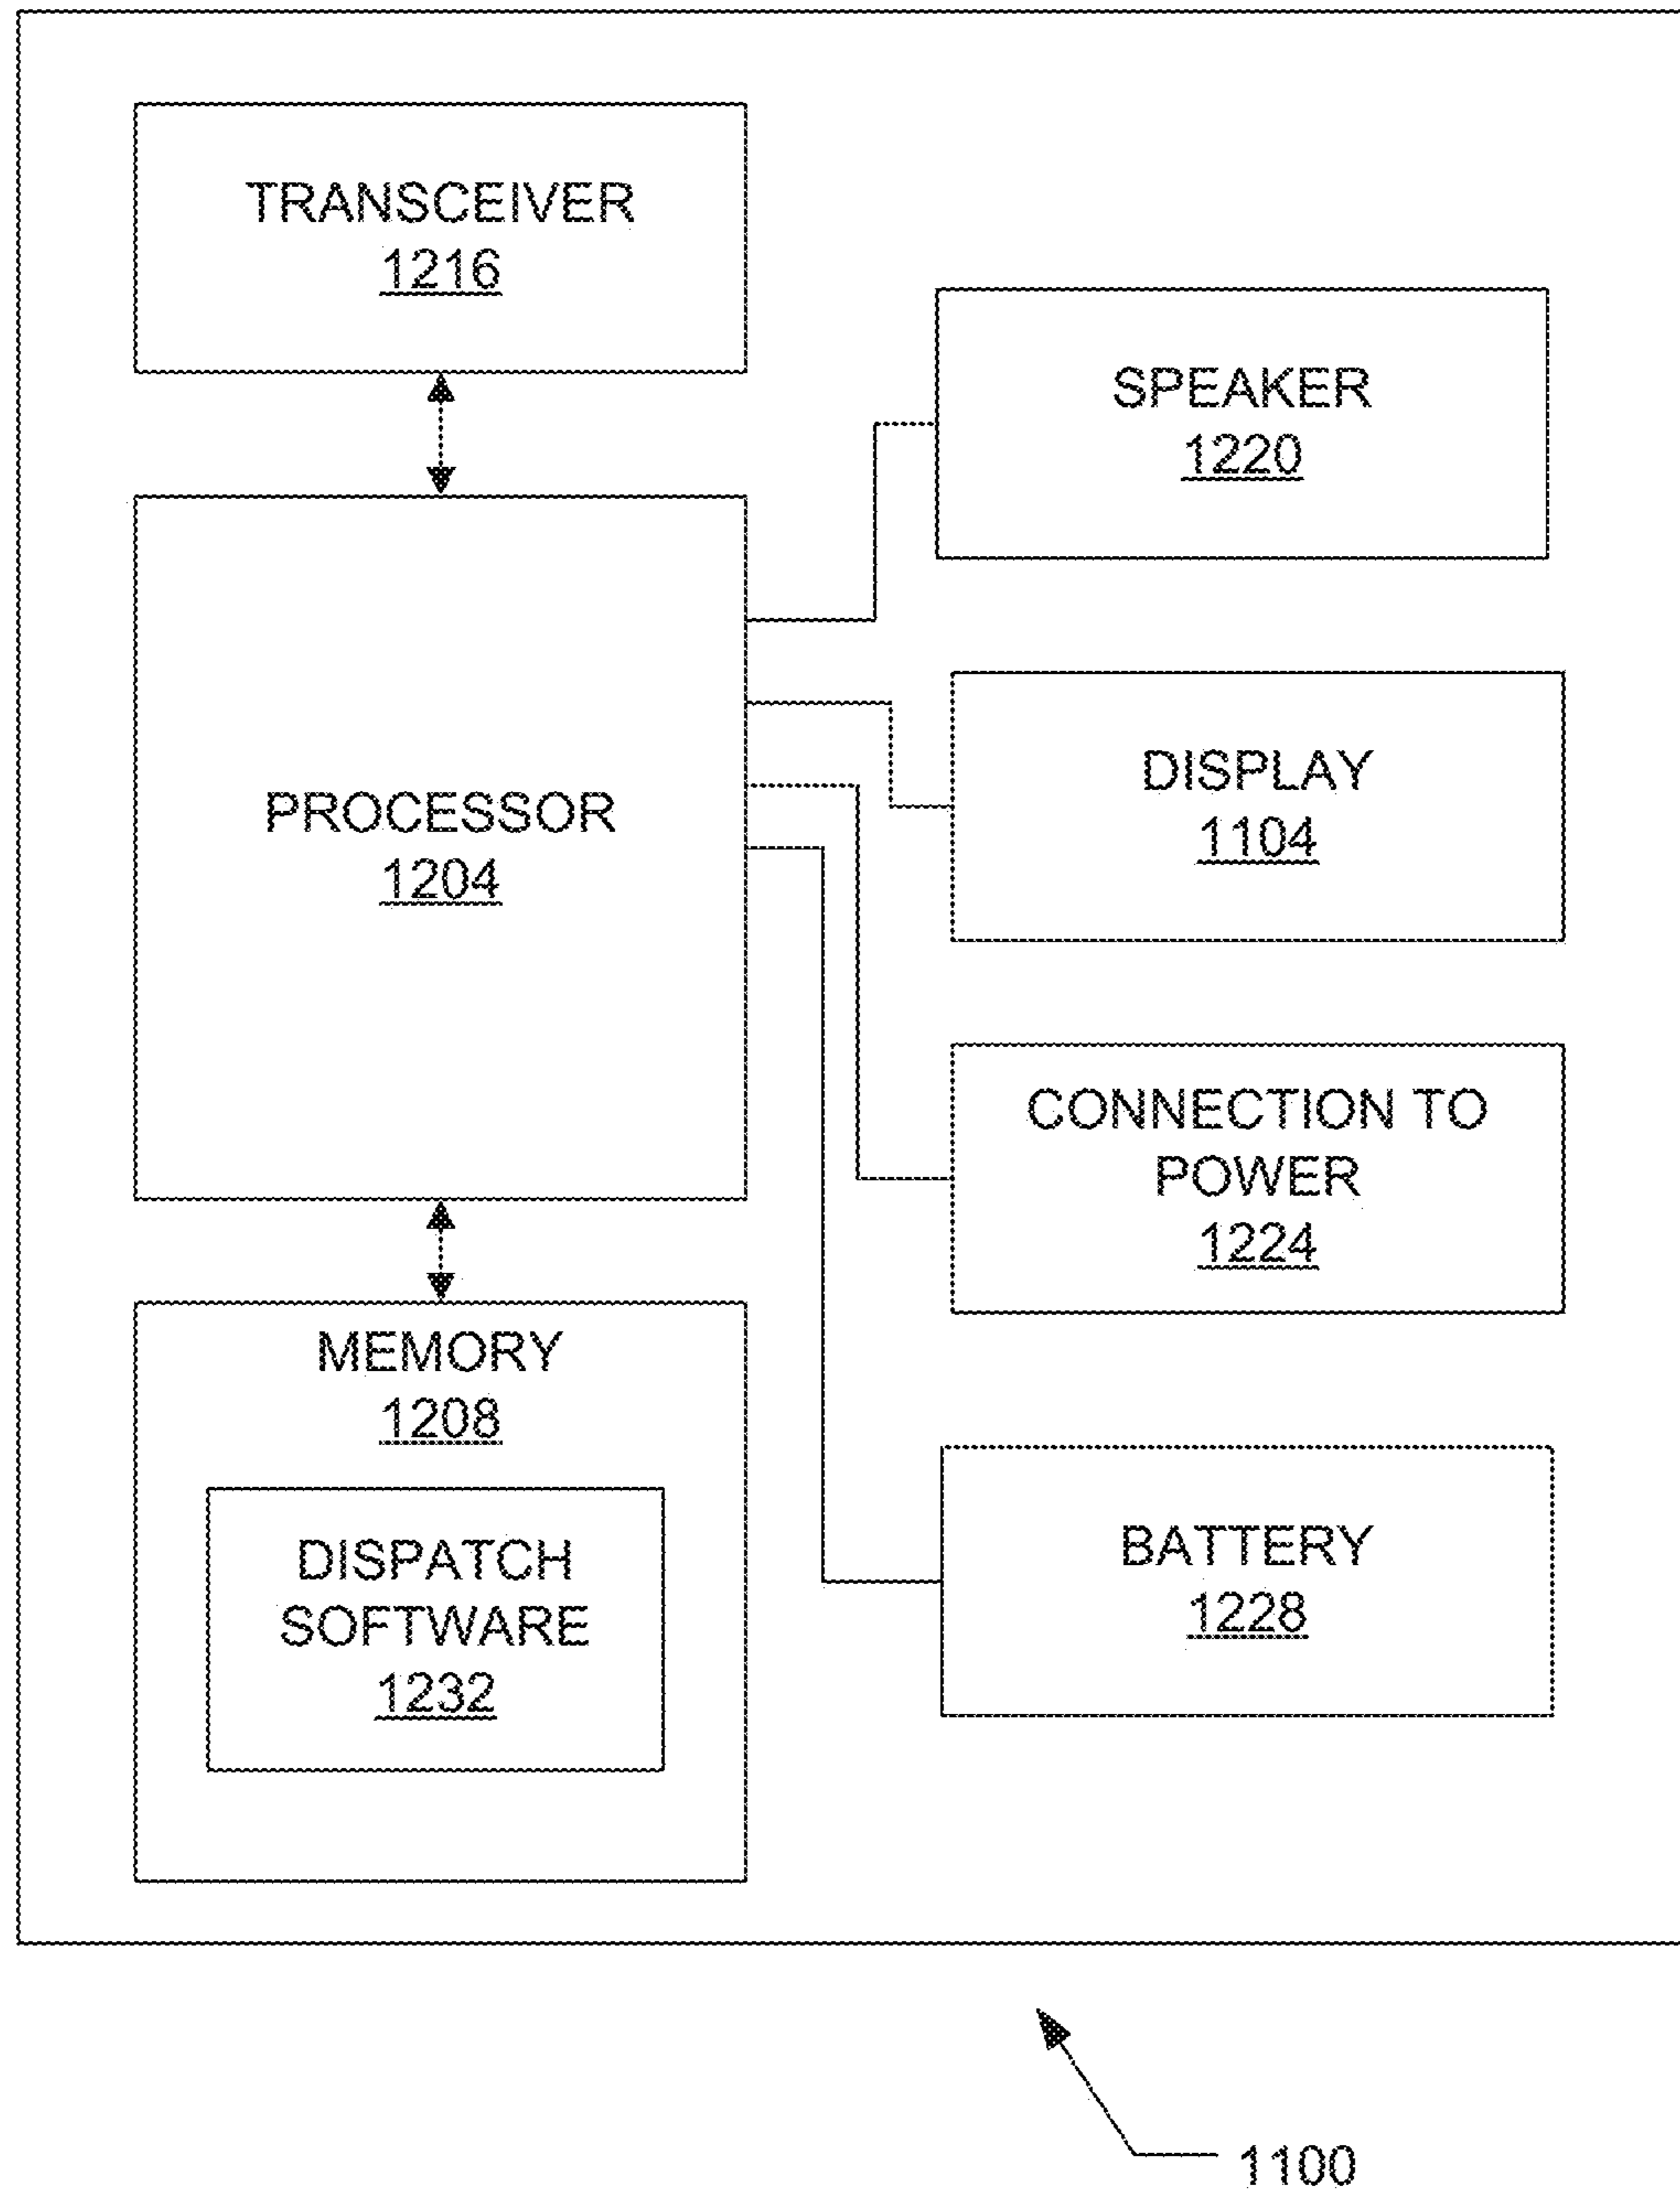 TRANSCEIVER
1216
SPEAKER
1220
PROCESSOR
1204
DISPLAY
1104
CONNECTION TO
POWER
1224
MEMORY
1208
DISPATCH
SOFTWARE
1232
BATTERY
1228
1100